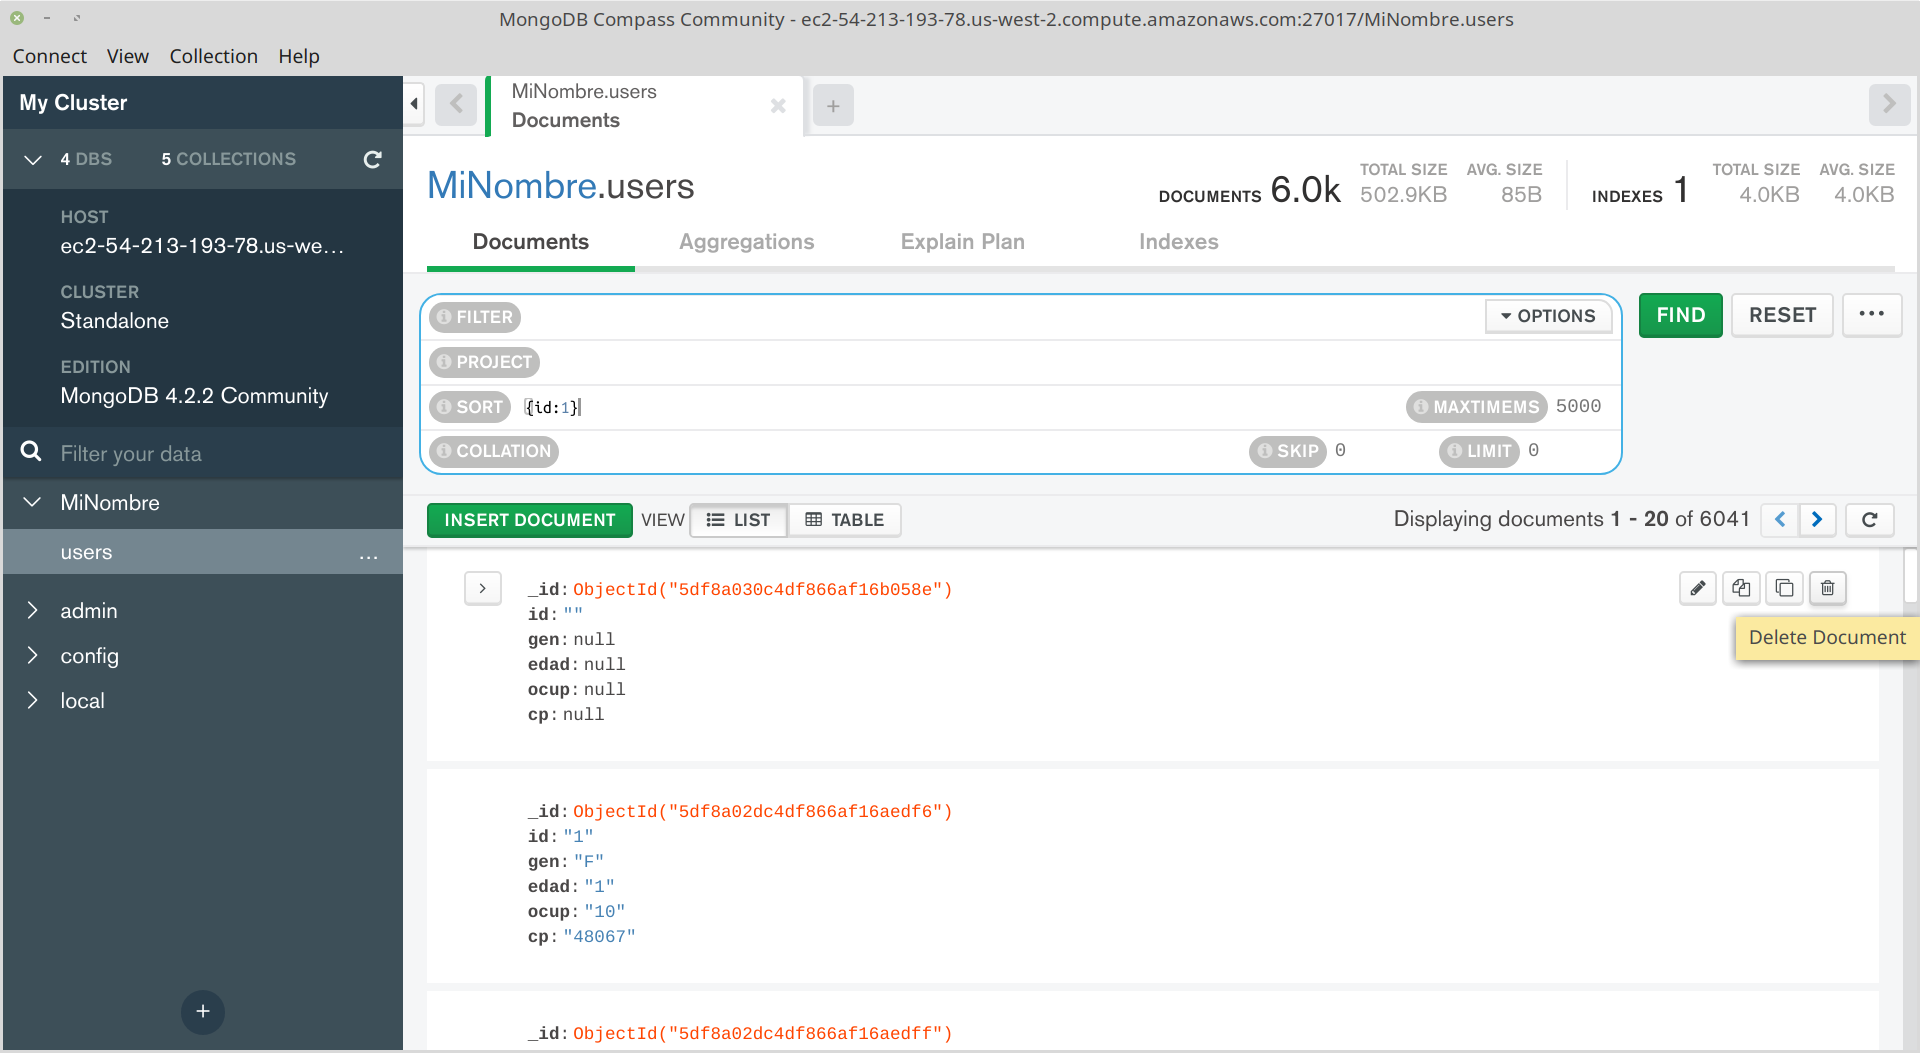 MongoDB Compass Community - ec2-54-213-193-78.us-west-2.compute.amazonaws.com:27017/MiNombre.users
Connect View Collection Help
My Cluster
4 DBS 5 COLLECTIONS
HOST
ec2-54-213-193-78.us-we...
CLUSTER
Standalone
EDITION
MongoDB 4.2.2 Community
Filter your data
MiNombre
users ...
admin
config
local
+
MiNombre.users
Documents
+
MiNombre.users
DOCUMENTS 6.0k TOTAL SIZE 502.9KB AVG. SIZE 85B INDEXES 1 TOTAL SIZE 4.0KB AVG. SIZE 4.0KB
Documents Aggregations Explain Plan Indexes
FILTER OPTIONS FIND RESET ...
PROJECT
SORT {id:1} MAXTIMEMS 5000
COLLATION SKIP 0 LIMIT 0
INSERT DOCUMENT VIEW LIST TABLE Displaying documents 1 - 20 of 6041
_id: ObjectId("5df8a030c4df866af16b058e")
id: ""
gen: null
edad: null
ocup: null
cp: null
Delete Document
_id: ObjectId("5df8a02dc4df866af16aedf6")
id: "1"
gen: "F"
edad: "1"
ocup: "10"
cp: "48067"
_id: ObjectId("5df8a02dc4df866af16aedff")